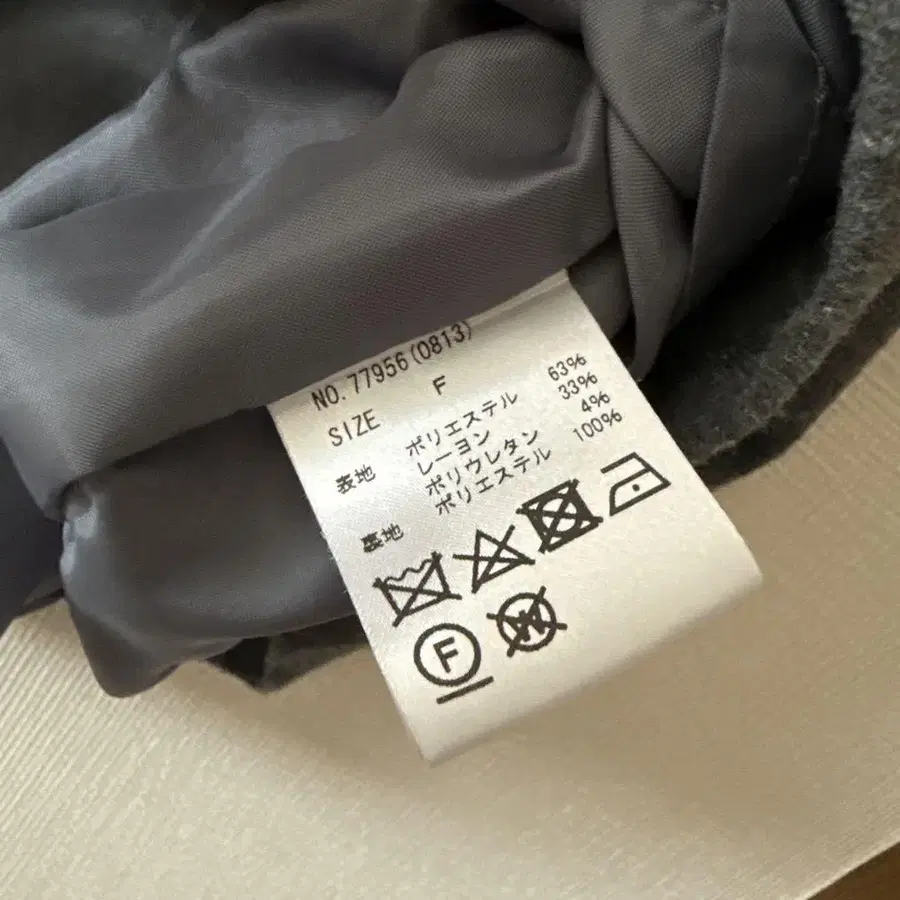 NO.77956(0813)
SIZE F
表地 ポリエステル 63%
レーヨン 33%
ポリウレタン 4%
裏地 ポリエステル 100%
F
W